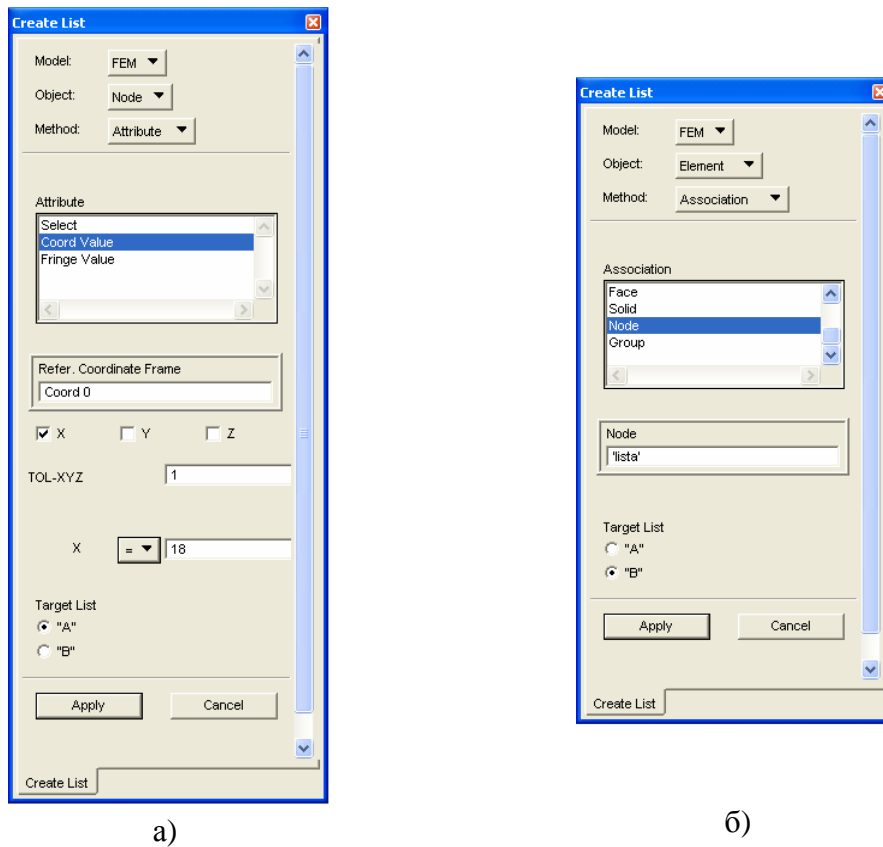 Create List
Model: FEM
Object: Node
Method: Attribute
Attribute
Select
Coord Value
Fringe Value
Refer. Coordinate Frame
Coord 0
X Y Z
TOL-XYZ 1
X = 18
Target List
"A"
"B"
Apply Cancel
Create List
а)
Create List
Model: FEM
Object: Element
Method: Association
Association
Face
Solid
Node
Group
Node
'lista'
Target List
"A"
"B"
Apply Cancel
Create List
б)